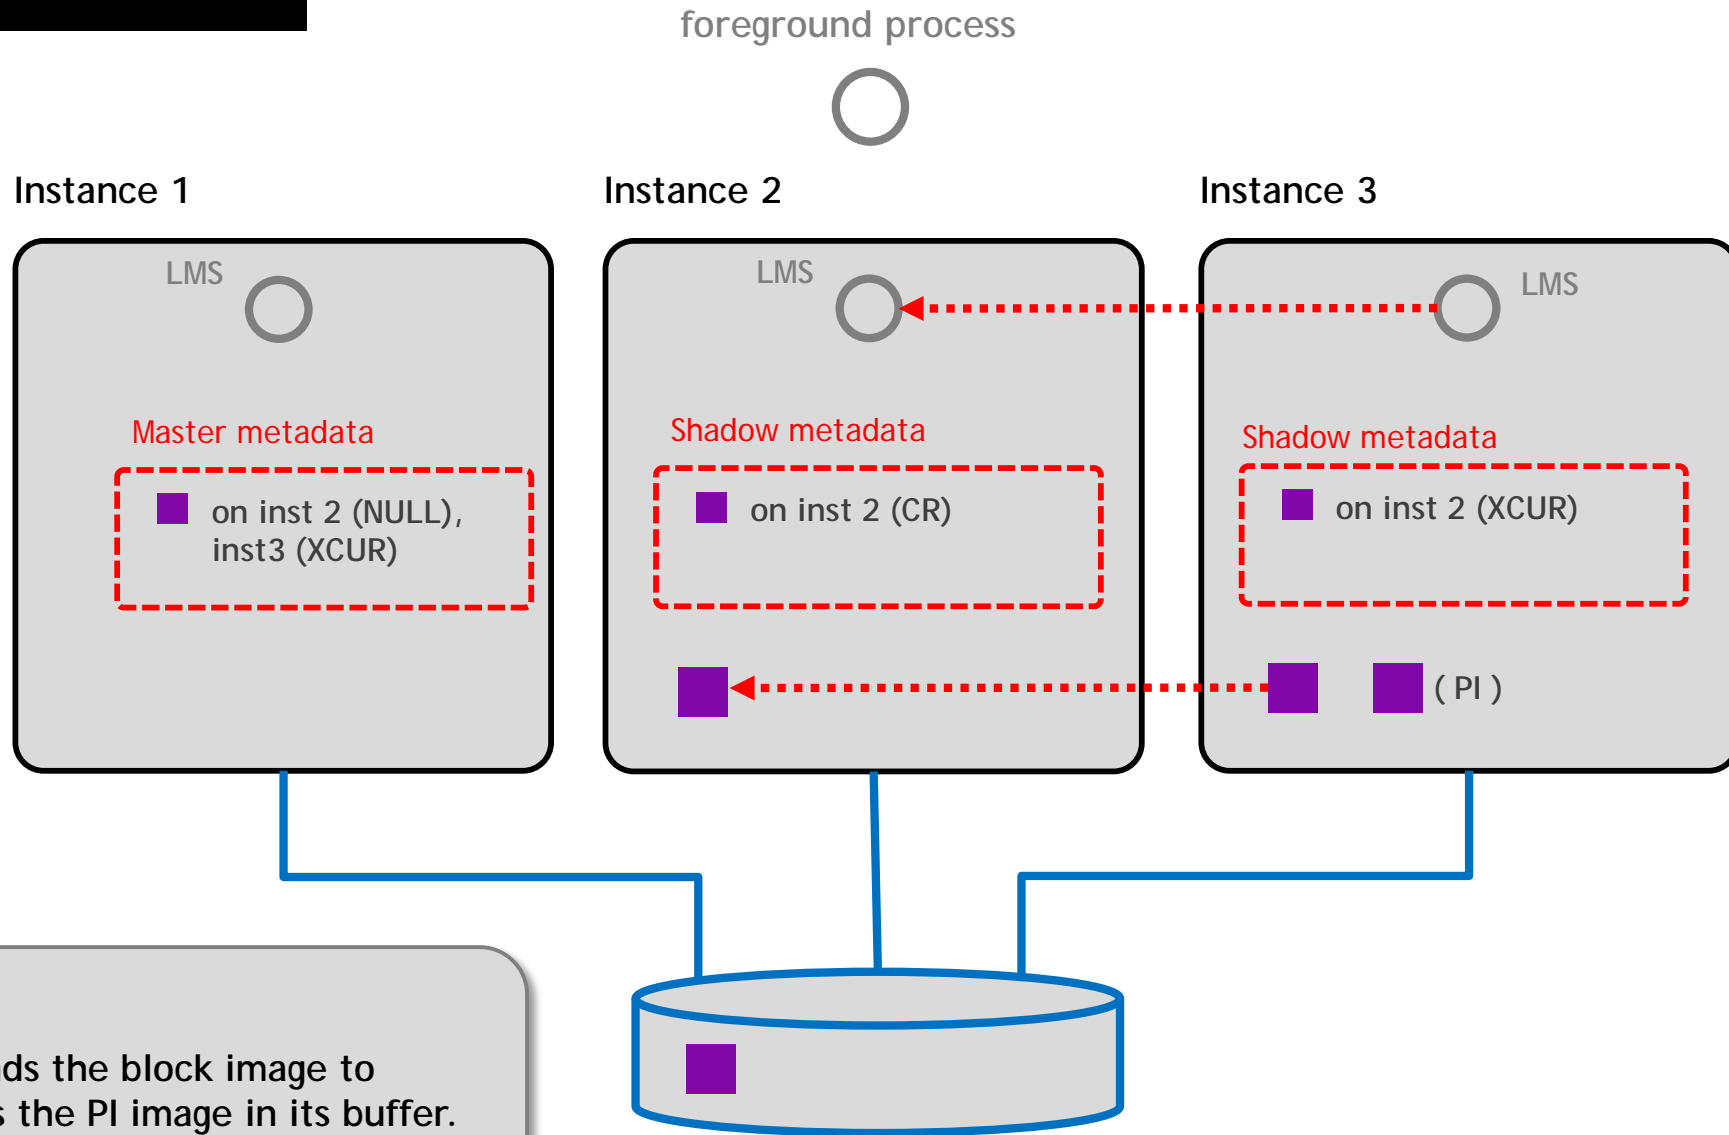 foreground process
Instance 1
Instance 2
Instance 3
LMS
LMS
LMS
Master metadata
on inst 2 (NULL),
inst3 (XCUR)
Shadow metadata
on inst 2 (CR)
Shadow metadata
on inst 2 (XCUR)
( PI )
the block image to
the PI image in its buffer.